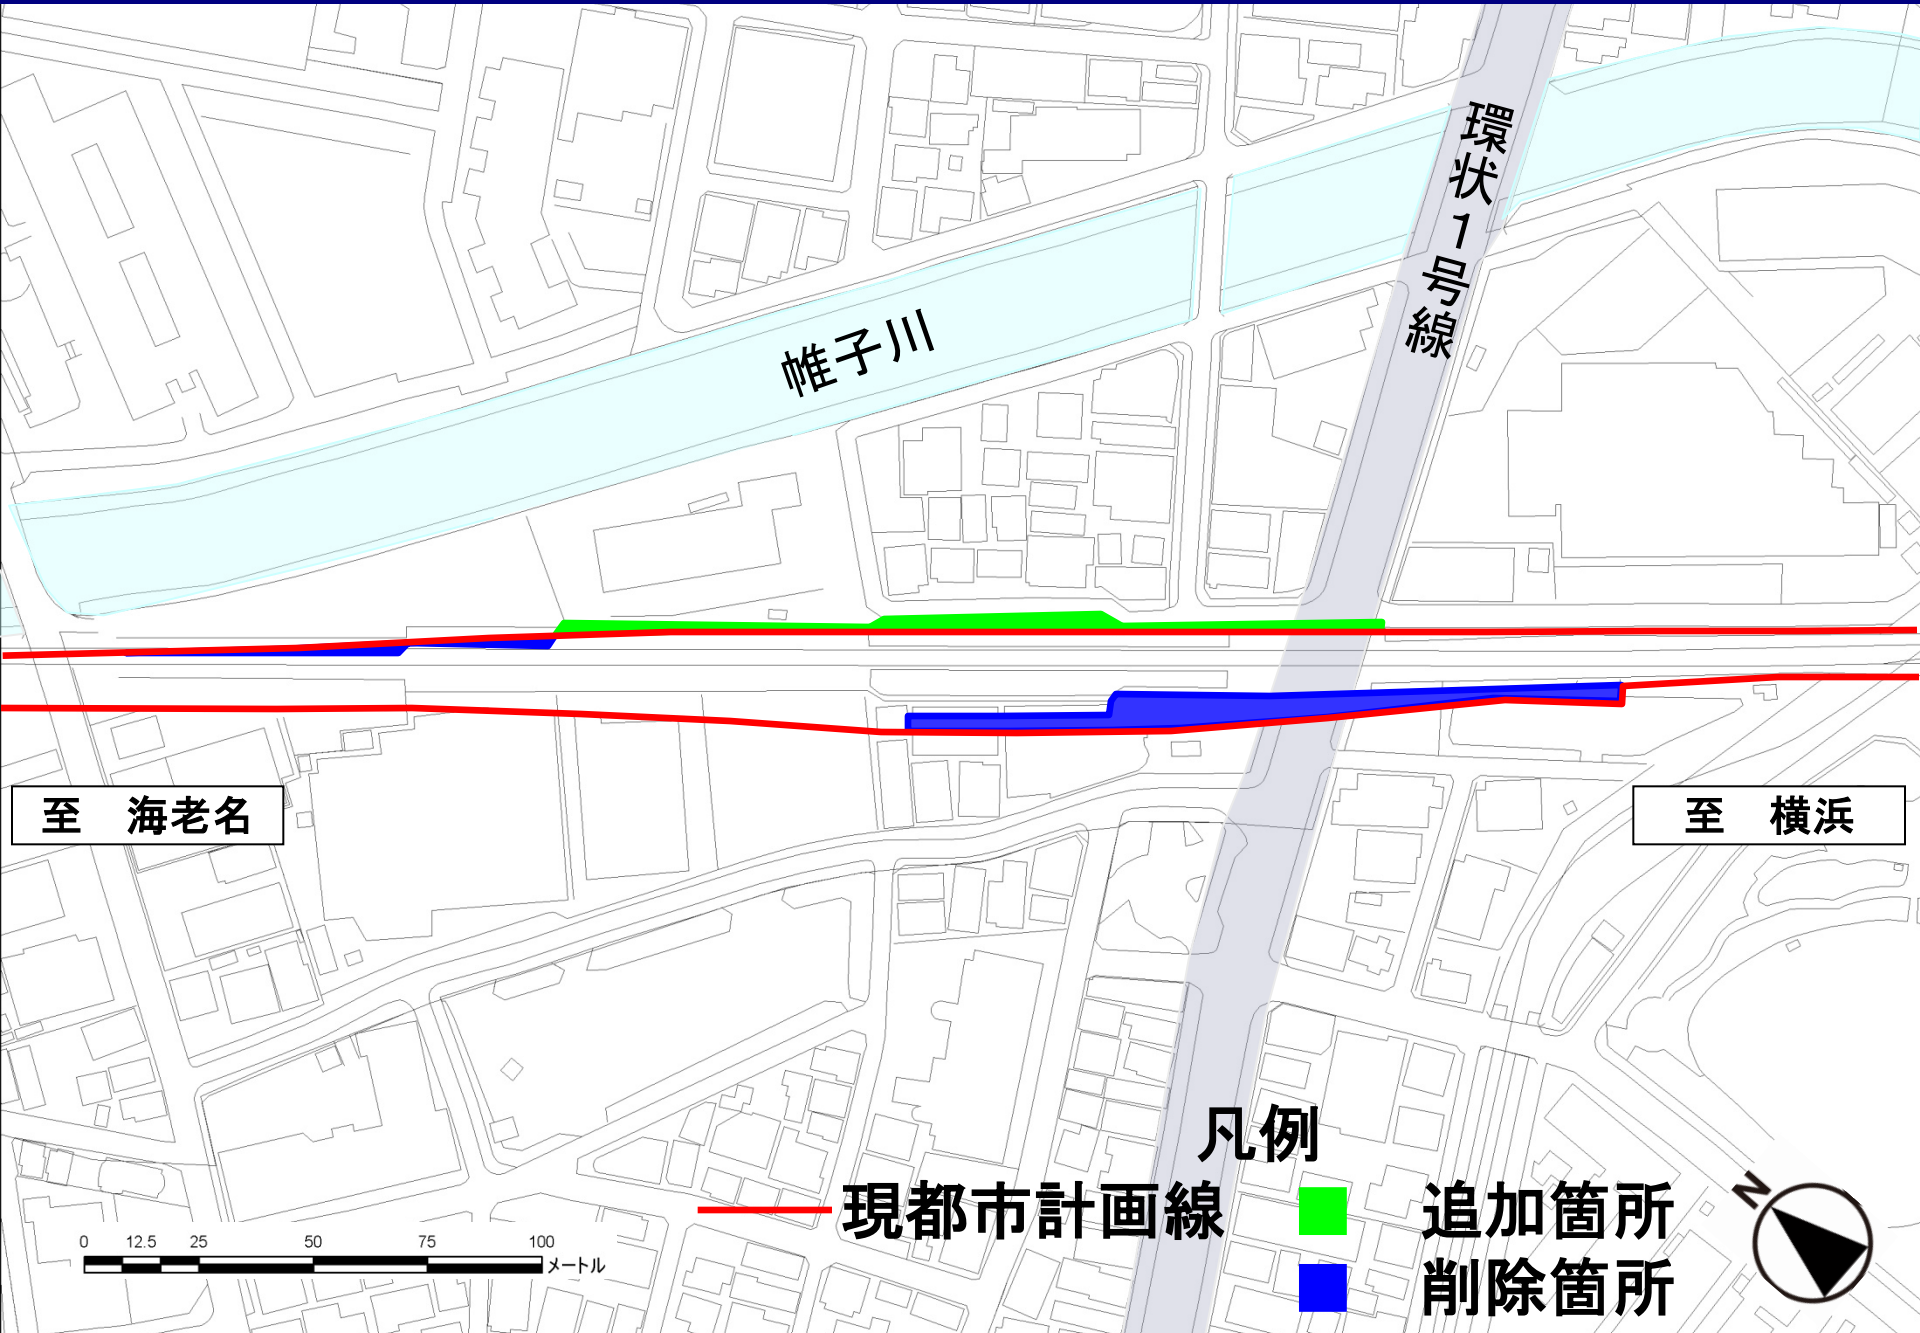 環状1号線
帷子川
至　海老名
至　横浜
凡例
現都市計画線
追加箇所
削除箇所
0 12.5 25 50 75 100
メートル
N